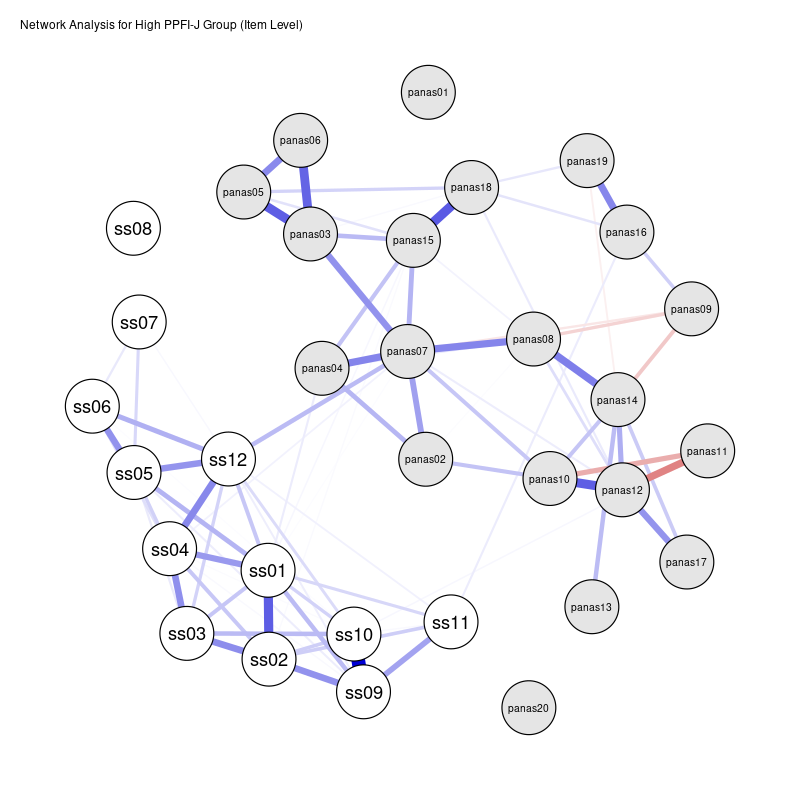 Network Analysis for High PPFI-J Group (Item Level)
panas01
panas06
panas19
panas05
panas18
ss08
panas03
panas15
panas16
panas09
ss07
panas08
panas07
panas04
panas14
ss06
panas11
ss12
panas02
ss05
panas10
panas12
ss04
panas17
ss01
panas13
ss11
ss03
ss10
ss02
ss09
panas20